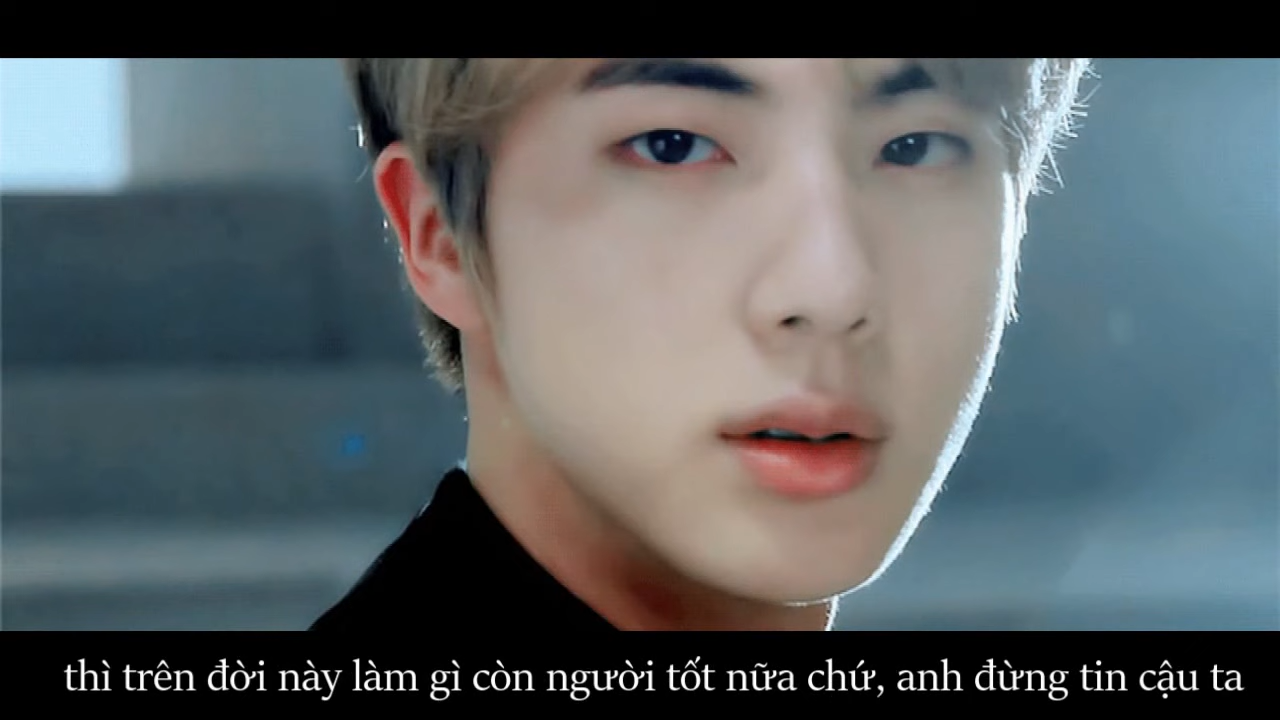 thì trên đời này làm gì còn người tốt nữa chứ, anh đừng tin cậu ta